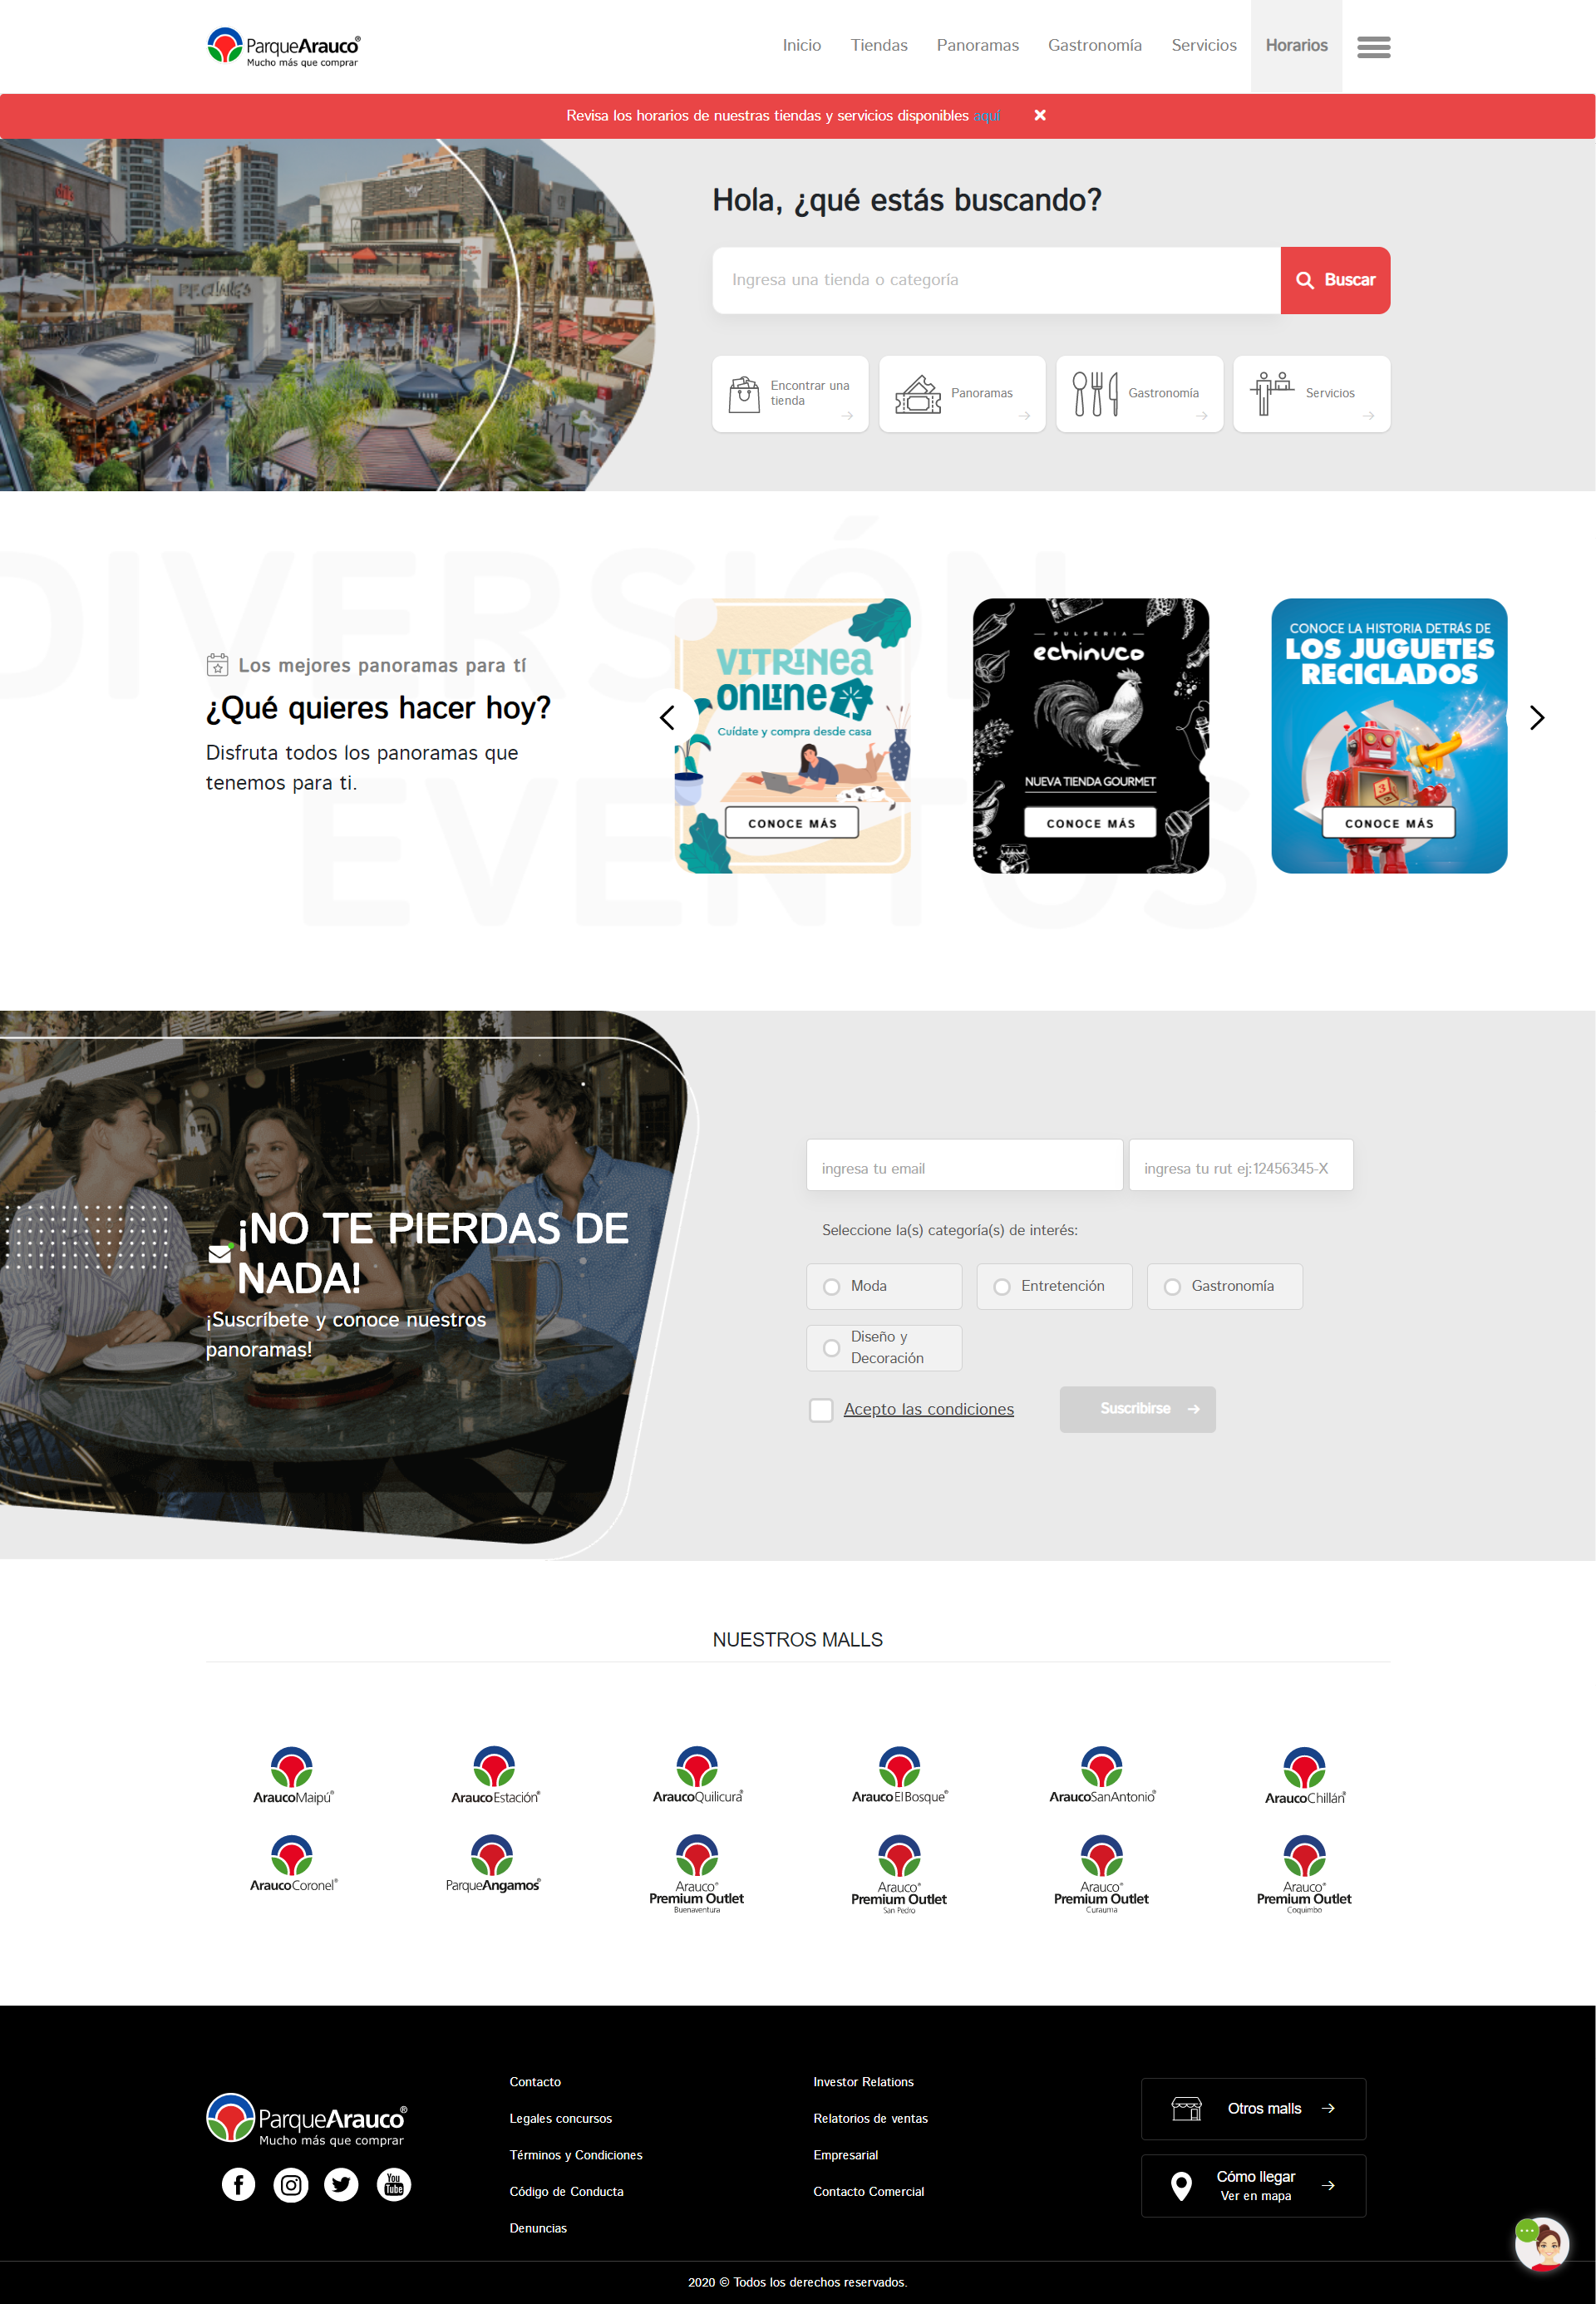 ParqueArauco®
Mucho más que comprar
Inicio Tiendas Panoramas Gastronomía Servicios Horarios
Revisa los horarios de nuestras tiendas y servicios disponibles aquí
Hola, ¿qué estás buscando?
Ingresa una tienda o categoría
Buscar
Encontrar una
tienda
Panoramas
Gastronomía
Servicios
DIVERSIÓN
EVENTOS
Los mejores panoramas para tí
¿Qué quieres hacer hoy?
Disfruta todos los panoramas que
tenemos para ti.
VITRINEA
ONLINE
Cuídate y compra desde casa
CONOCE MÁS
PULPERIA
echinuco
NUEVA TIENDA GOURMET
CONOCE MÁS
CONOCE LA HISTORIA DETRÁS DE
LOS JUGUETES
RECICLADOS
3
CONOCE MÁS
¡NO TE PIERDAS DE
NADA!
¡Suscríbete y conoce nuestros
panoramas!
ingresa tu email
ingresa tu rut ej:12456345-X
Seleccione la(s) categoría(s) de interés:
Moda
Entretención
Gastronomía
Diseño y
Decoración
Acepto las condiciones
Suscribirse
NUESTROS MALLS
AraucoMaipú®
AraucoEstación®
AraucoQuilicura®
Arauco El Bosque®
AraucoSanAntonio®
AraucoChillán®
AraucoCoronel®
ParqueAngamos®
Arauco®
Premium Outlet
Buenaventura
Arauco®
Premium Outlet
San Pedro
Arauco®
Premium Outlet
Curauma
Arauco®
Premium Outlet
Coquimbo
ParqueArauco®
Mucho más que comprar
You
Tube
Contacto
Legales concursos
Términos y Condiciones
Código de Conducta
Denuncias
Investor Relations
Relatorios de ventas
Empresarial
Contacto Comercial
Otros malls
Cómo llegar
Ver en mapa
2020 © Todos los derechos reservados.